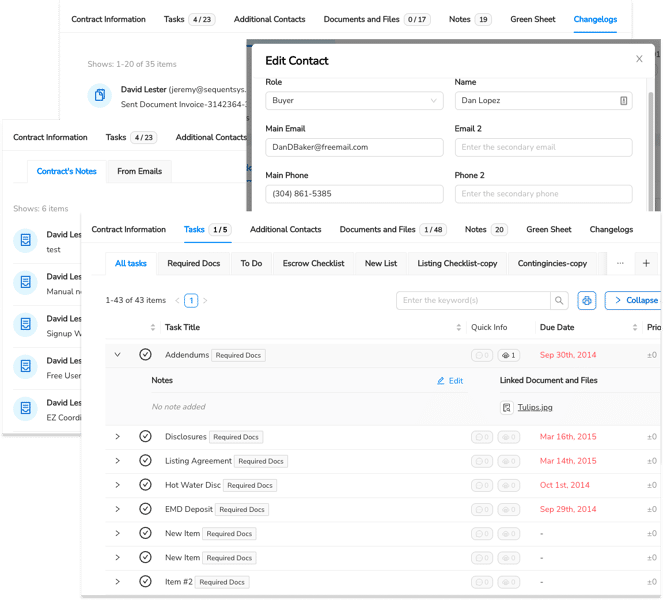 Contract Information Tasks 4 / 23 Additional Contacts Documents and Files 0 / 17 Notes 19 Green Sheet Changelogs
Shows: 1-20 of 35 items
David Lester (jeremy@sequentsys.
Sent Document Invoice-3142364-
Edit Contact
Role Name
Buyer Dan Lopez
Main Email Email 2
DanDBaker@freemail.com Enter the secondary email
Main Phone Phone 2
(304) 861-5385 Enter the secondary phone
Contract Information Tasks 4 / 23 Additional Contacts
Contract's Notes From Emails
Shows: 6 items
David Les
test
David Les
Manual n
David Les
Signup W
David Les
Free User
David Les
EZ Coordi
Contract Information Tasks 1 / 5 Additional Contacts Documents and Files 1 / 48 Notes 20 Green Sheet Changelogs
All tasks Required Docs To Do Escrow Checklist New List Listing Checklist-copy Contingincies-copy ... +
1-43 of 43 items < 1 > Enter the keyword(s) Collapse
Task Title Quick Info Due Date Prio
Addendums Required Docs 0 1 Sep 30th, 2014 ±0
Notes Edit Linked Document and Files
No note added Tulips.jpg
Disclosures Required Docs 0 0 Mar 16th, 2015 ±0
Listing Agreement Required Docs 0 0 Mar 14th, 2015 ±0
Hot Water Disc Required Docs 0 0 Oct 1st, 2014 ±0
EMD Deposit Required Docs 0 0 Sep 29th, 2014 ±0
New Item Required Docs 0 0 - ±0
New Item Required Docs 0 0 - ±0
Item #2 Required Docs 0 0 - ±0